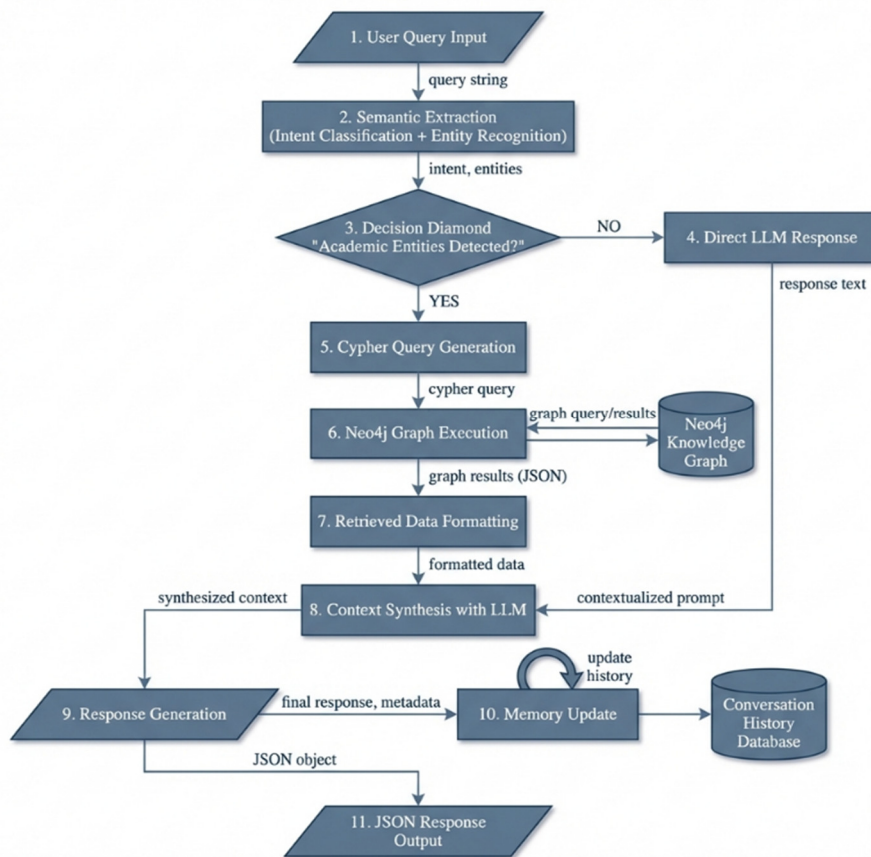 1. User Query Input
query string
2. Semantic Extraction
(Intent Classification + Entity Recognition)
intent, entities
3. Decision Diamond
"Academic Entities Detected?"
NO
4. Direct LLM Response
response text
YES
5. Cypher Query Generation
cypher query
graph query/results
6. Neo4j Graph Execution
Neo4j
Knowledge
Graph
graph results (JSON)
7. Retrieved Data Formatting
formatted data
synthesized context
8. Context Synthesis with LLM
contextualized prompt
update
history
9. Response Generation
final response, metadata
10. Memory Update
Conversation
History
Database
JSON object
11. JSON Response
Output